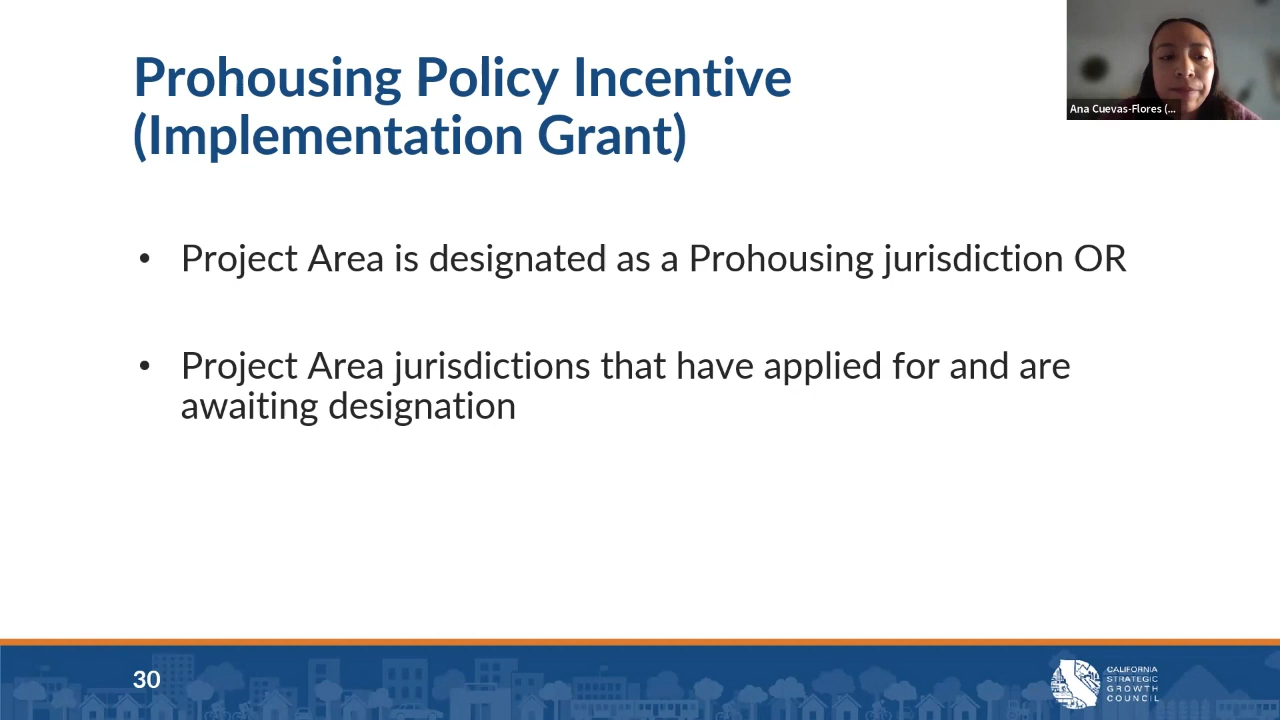 Prohousing Policy Incentive
(Implementation Grant)
Ana Cuevas-Flores (...
• Project Area is designated as a Prohousing jurisdiction OR
• Project Area jurisdictions that have applied for and are
awaiting designation
30
CALIFORNIA
STRATEGIC
GROWTH
COUNCIL